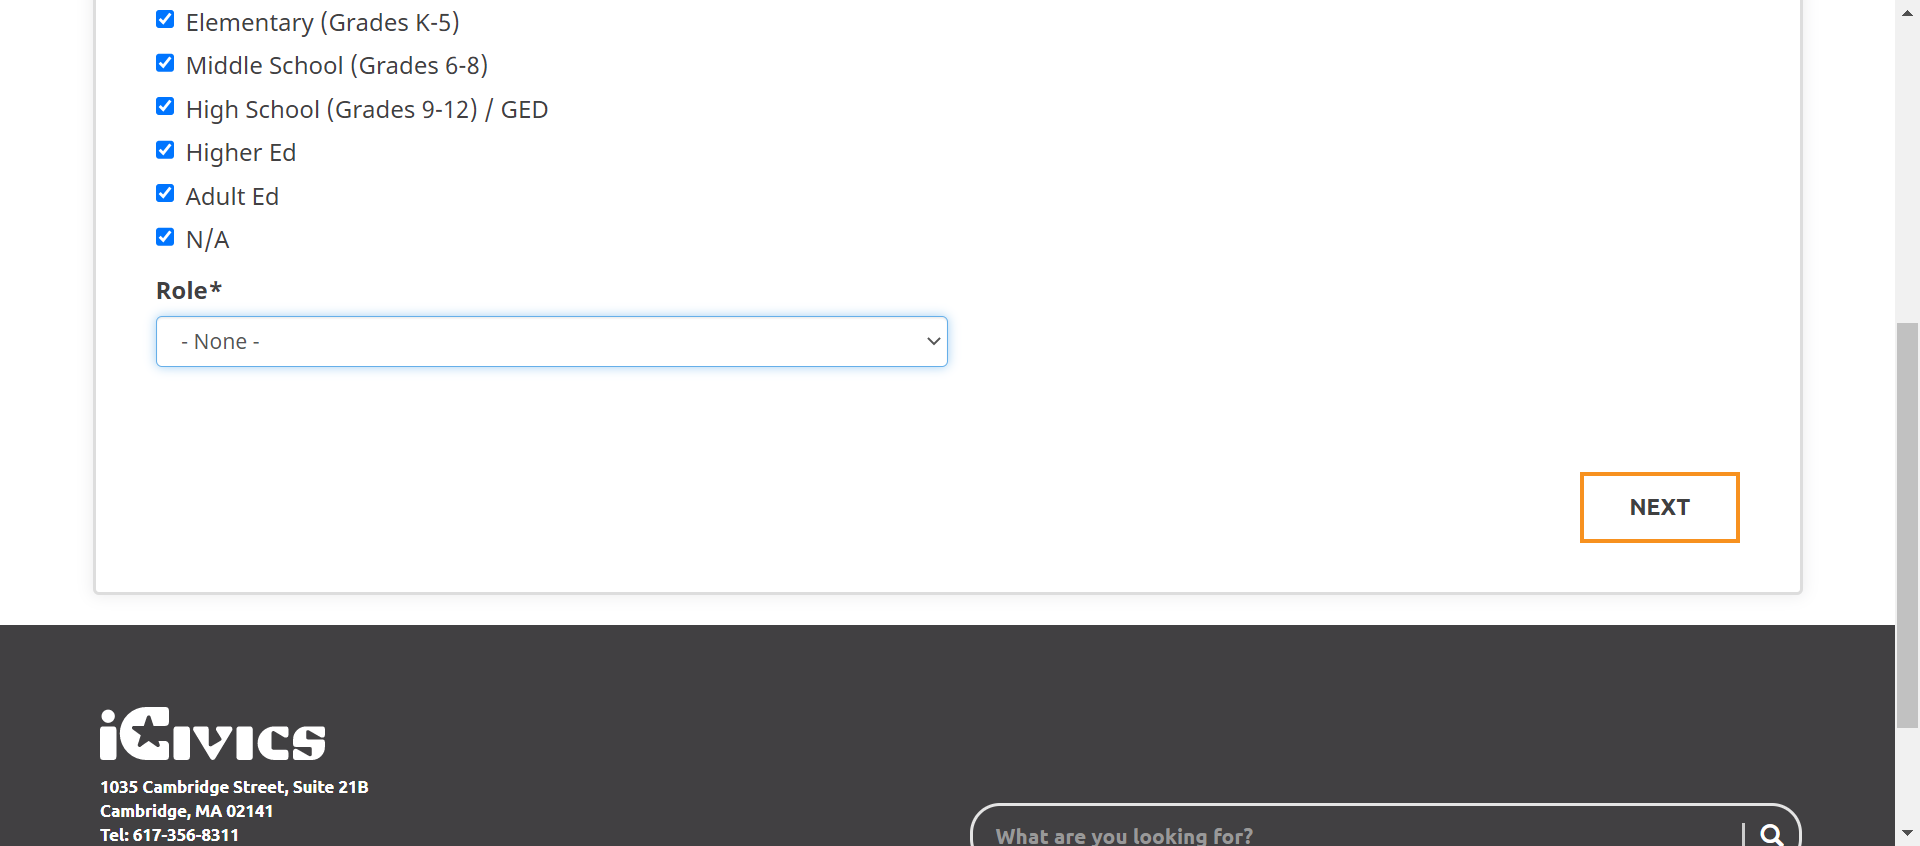 Elementary (Grades K-5)
Middle School (Grades 6-8)
High School (Grades 9-12) / GED
Higher Ed
Adult Ed
N/A
Role*
- None -
NEXT
iCivics
1035 Cambridge Street, Suite 21B
Cambridge, MA 02141
Tel: 617-356-8311
What are you looking for?